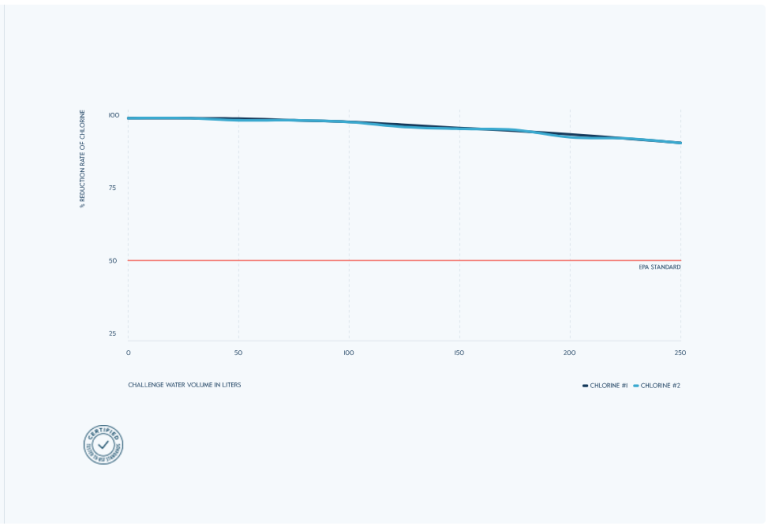 % REDUCTION RATE OF CHLORINE
100
75
50
25
EPA STANDARD
0 50 100 150 200 250
CHALLENGE WATER VOLUME IN LITERS
CHLORINE #1 CHLORINE #2
CERTIFIED